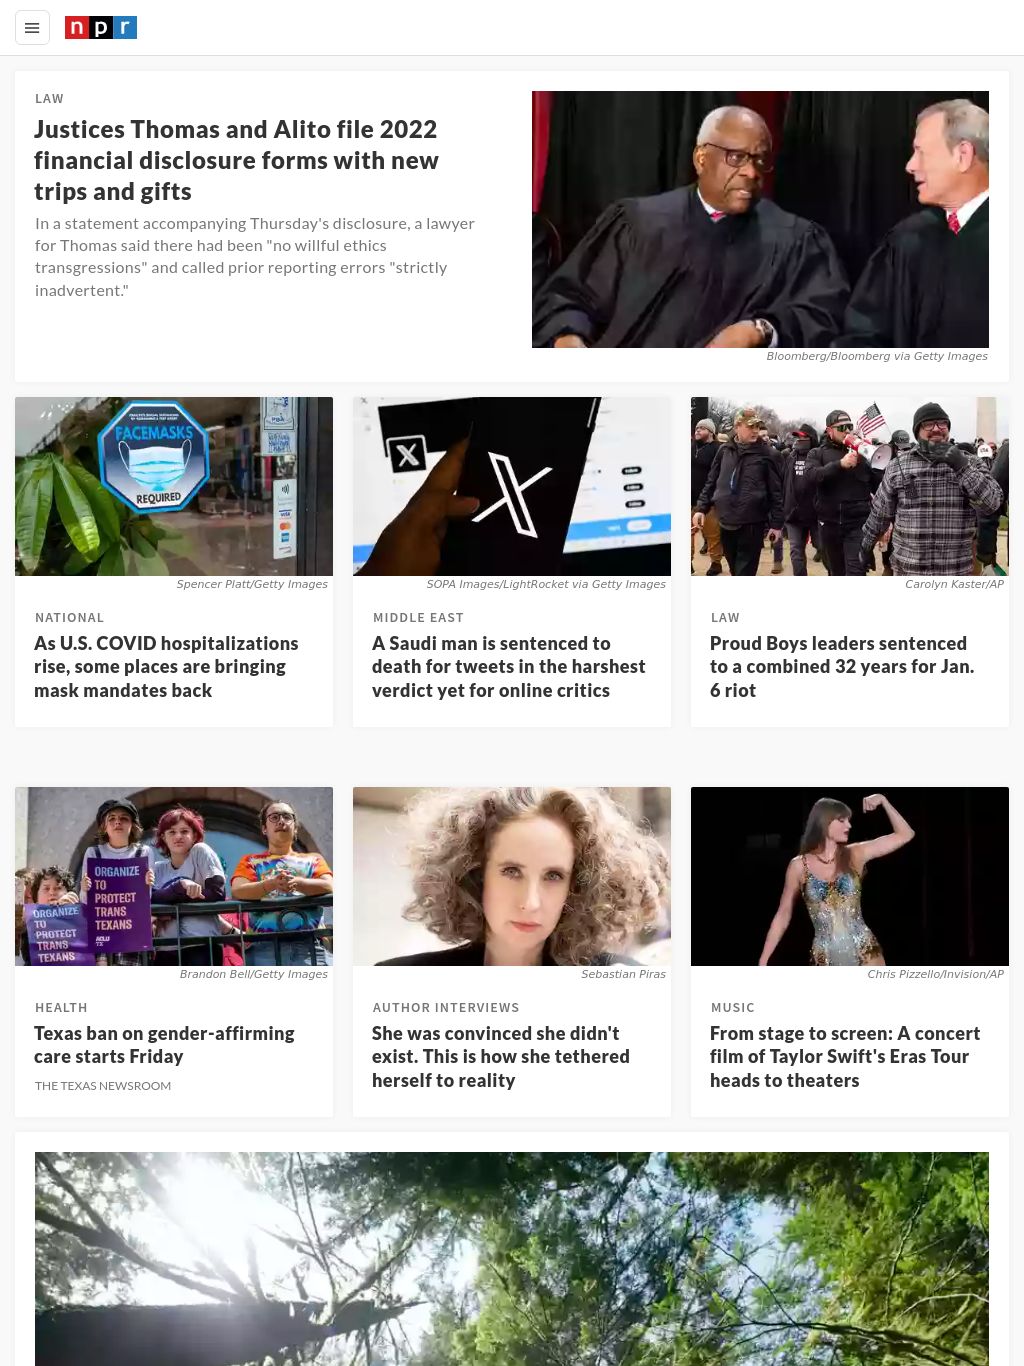 npr
LAW
Justices Thomas and Alito file 2022
financial disclosure forms with new
trips and gifts
In a statement accompanying Thursday's disclosure, a lawyer
for Thomas said there had been "no willful ethics
transgressions" and called prior reporting errors "strictly
inadvertent."
Bloomberg/Bloomberg via Getty Images
FACEMASKS
REQUIRED
VISA
Spencer Platt/Getty Images
NATIONAL
As U.S. COVID hospitalizations
rise, some places are bringing
mask mandates back
X
X
SOPA Images/LightRocket via Getty Images
MIDDLE EAST
A Saudi man is sentenced to
death for tweets in the harshest
verdict yet for online critics
Carolyn Kaster/AP
LAW
Proud Boys leaders sentenced
to a combined 32 years for Jan.
6 riot
ORGANIZE
TO
PROTECT
TRANS
TEXANS
ACLU
TX
ORGANIZE
TO
PROTECT
TRANS
TEXANS
Brandon Bell/Getty Images
HEALTH
Texas ban on gender-affirming
care starts Friday
THE TEXAS NEWSROOM
Sebastian Piras
AUTHOR INTERVIEWS
She was convinced she didn't
exist. This is how she tethered
herself to reality
Chris Pizzello/Invision/AP
MUSIC
From stage to screen: A concert
film of Taylor Swift's Eras Tour
heads to theaters